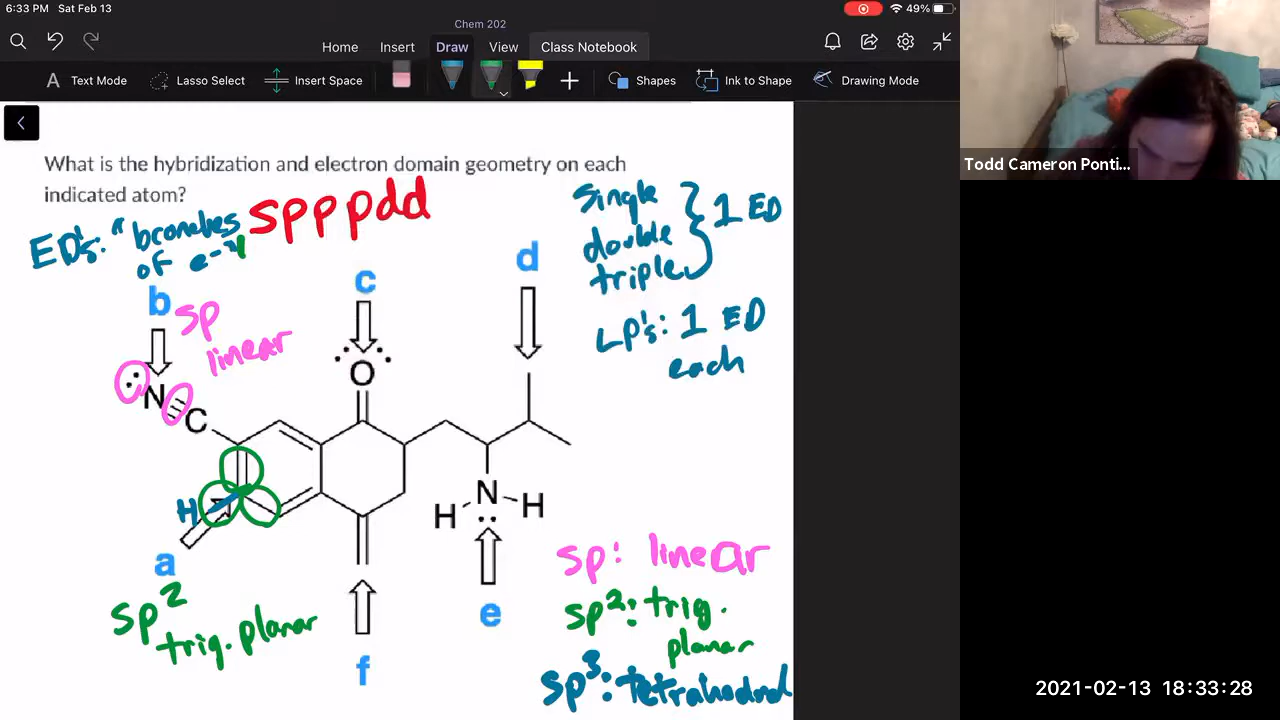 6:33 PM Sat Feb 13
49%
Chem 202
Home Insert Draw View Class Notebook
Text Mode Lasso Select Insert Space Shapes Ink to Shape Drawing Mode
What is the hybridization and electron domain geometry on each
indicated atom?
ED's: "branches
of e-"
spppdd
single
double
triple
1 ED
LP's: 1 ED
each
b
sp
linear
c
d
N
C
O
H
a
sp2
trig. planar
H N H
e
f
sp: linear
sp2: trig.
planar
sp3: tetrahedral
Todd Cameron Ponti...
2021-02-13 18:33:28